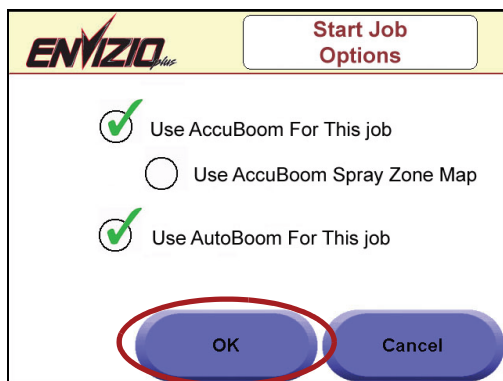 ENVIZIO plus
Start Job
Options
Use AccuBoom For This job
Use AccuBoom Spray Zone Map
Use AutoBoom For This job
OK
Cancel